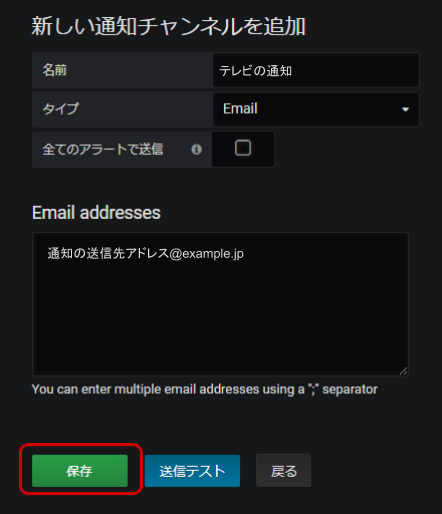 新しい通知チャンネルを追加
名前 テレビの通知
タイプ Email
全てのアラートで送信
Email addresses
通知の送信先アドレス@example.jp
You can enter multiple email addresses using a ";" separator
保存 送信テスト 戻る